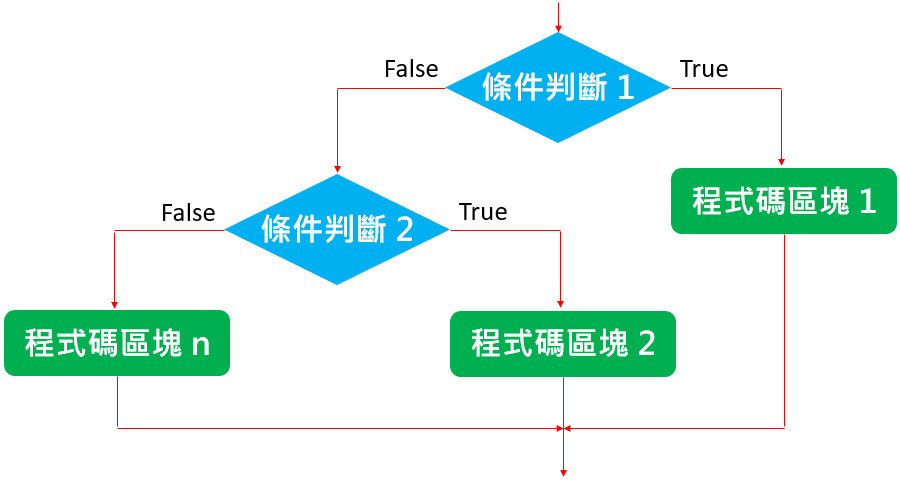 False
條件判斷 1
True
程式碼區塊 1
False
條件判斷 2
True
程式碼區塊 n
程式碼區塊 2